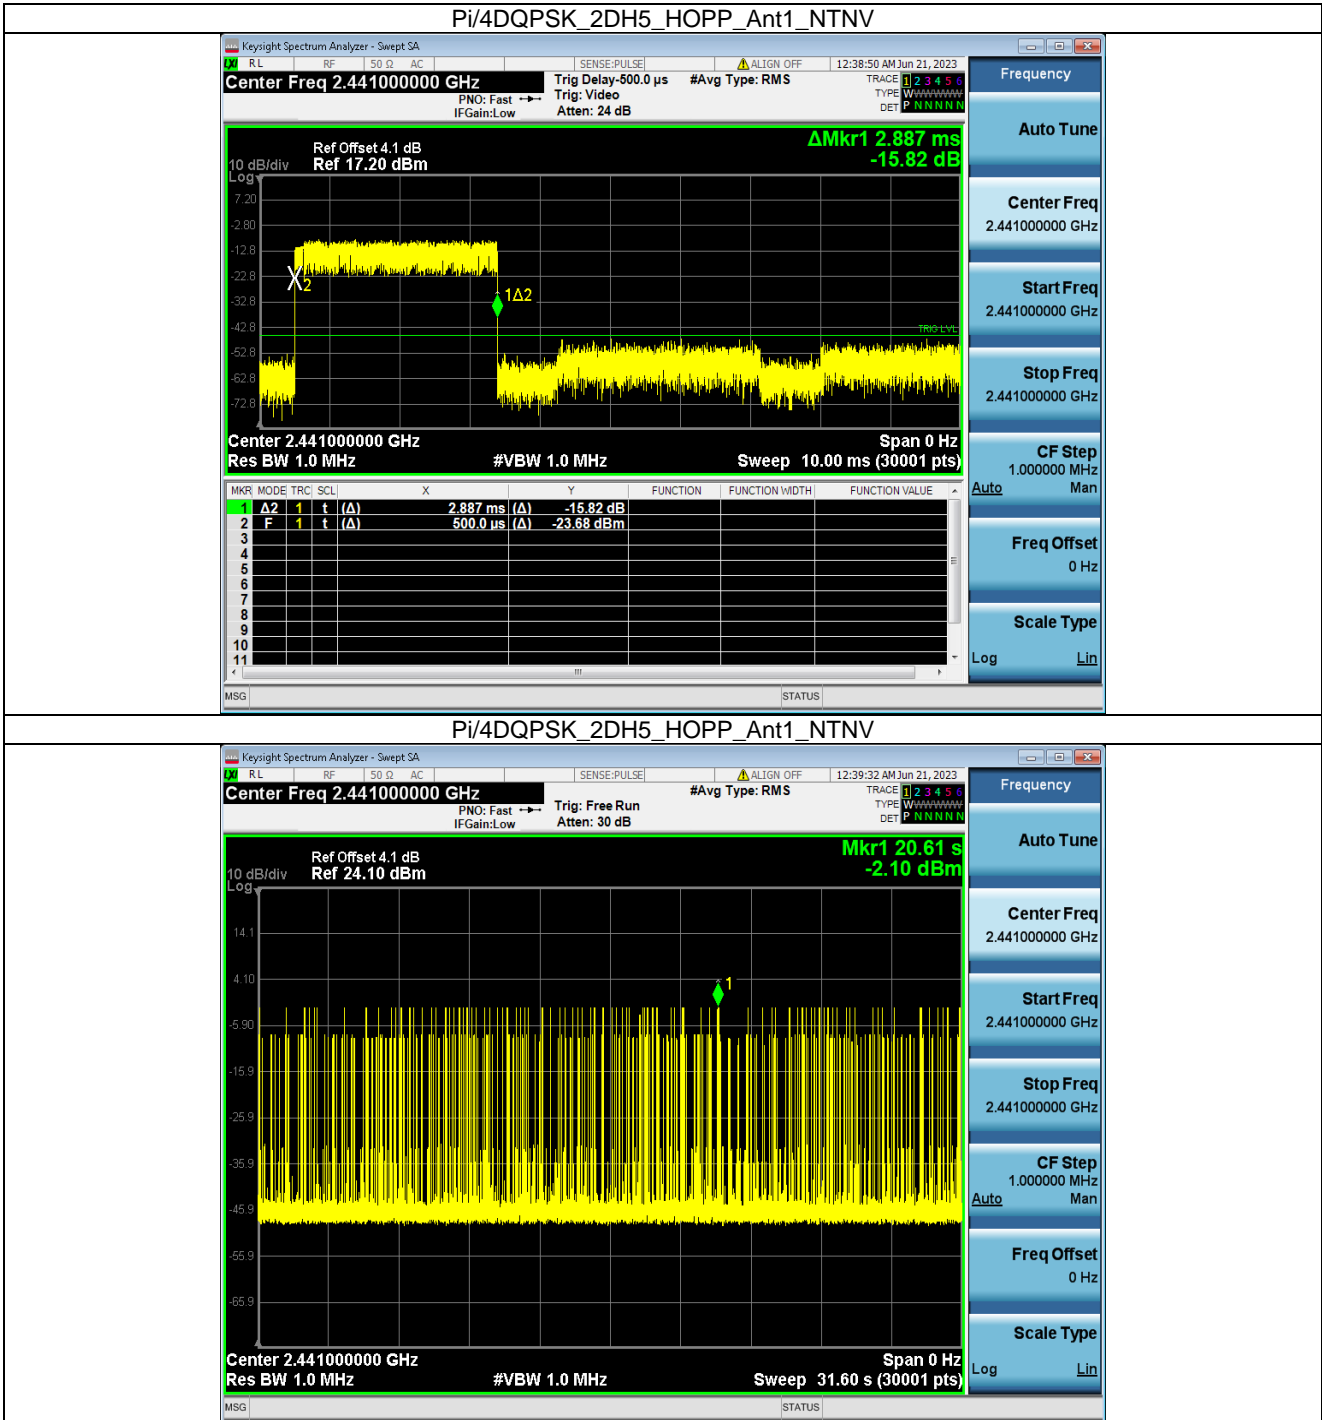 Pi/4DQPSK_2DH5_HOPP_Ant1_NTNV
Keysight Spectrum Analyzer - Swept SA
LXI RL RF 50 Ω AC SENSE:PULSE ALIGN OFF 12:38:50 AM Jun 21, 2023
Center Freq 2.441000000 GHz
PNO: Fast
IFGain:Low
Trig Delay-500.0 µs
Trig: Video
Atten: 24 dB
#Avg Type: RMS
TRACE 1 2 3 4 5 6
TYPE WWWWWWW
DET P N N N N N
Frequency
Auto Tune
Center Freq
2.441000000 GHz
Start Freq
2.441000000 GHz
Stop Freq
2.441000000 GHz
CF Step
1.000000 MHz
Auto Man
Freq Offset
0 Hz
Scale Type
Log Lin
ΔMkr1 2.887 ms
-15.82 dB
Ref Offset 4.1 dB
10 dB/div Ref 17.20 dBm
Log
7.20
-2.80
-12.8
-22.8
-32.8
-42.8
-52.8
-62.8
-72.8
2
1Δ2
TRIG LVL
Center 2.441000000 GHz Span 0 Hz
Res BW 1.0 MHz #VBW 1.0 MHz Sweep 10.00 ms (30001 pts)
MKR MODE TRC SCL X Y FUNCTION FUNCTION WIDTH FUNCTION VALUE
1 Δ2 1 t (Δ) 2.887 ms (Δ) -15.82 dB
2 F 1 t (Δ) 500.0 µs (Δ) -23.68 dBm
3
4
5
6
7
8
9
10
11
MSG STATUS
Pi/4DQPSK_2DH5_HOPP_Ant1_NTNV
Keysight Spectrum Analyzer - Swept SA
LXI RL RF 50 Ω AC SENSE:PULSE ALIGN OFF 12:39:32 AM Jun 21, 2023
Center Freq 2.441000000 GHz
PNO: Fast
IFGain:Low
Trig: Free Run
Atten: 30 dB
#Avg Type: RMS
TRACE 1 2 3 4 5 6
TYPE WWWWWWW
DET P N N N N N
Frequency
Auto Tune
Center Freq
2.441000000 GHz
Start Freq
2.441000000 GHz
Stop Freq
2.441000000 GHz
CF Step
1.000000 MHz
Auto Man
Freq Offset
0 Hz
Scale Type
Log Lin
Mkr1 20.61 s
-2.10 dBm
Ref Offset 4.1 dB
10 dB/div Ref 24.10 dBm
Log
14.1
4.10
-5.90
-15.9
-25.9
-35.9
-45.9
-55.9
-65.9
1
Center 2.441000000 GHz Span 0 Hz
Res BW 1.0 MHz #VBW 1.0 MHz Sweep 31.60 s (30001 pts)
MSG STATUS